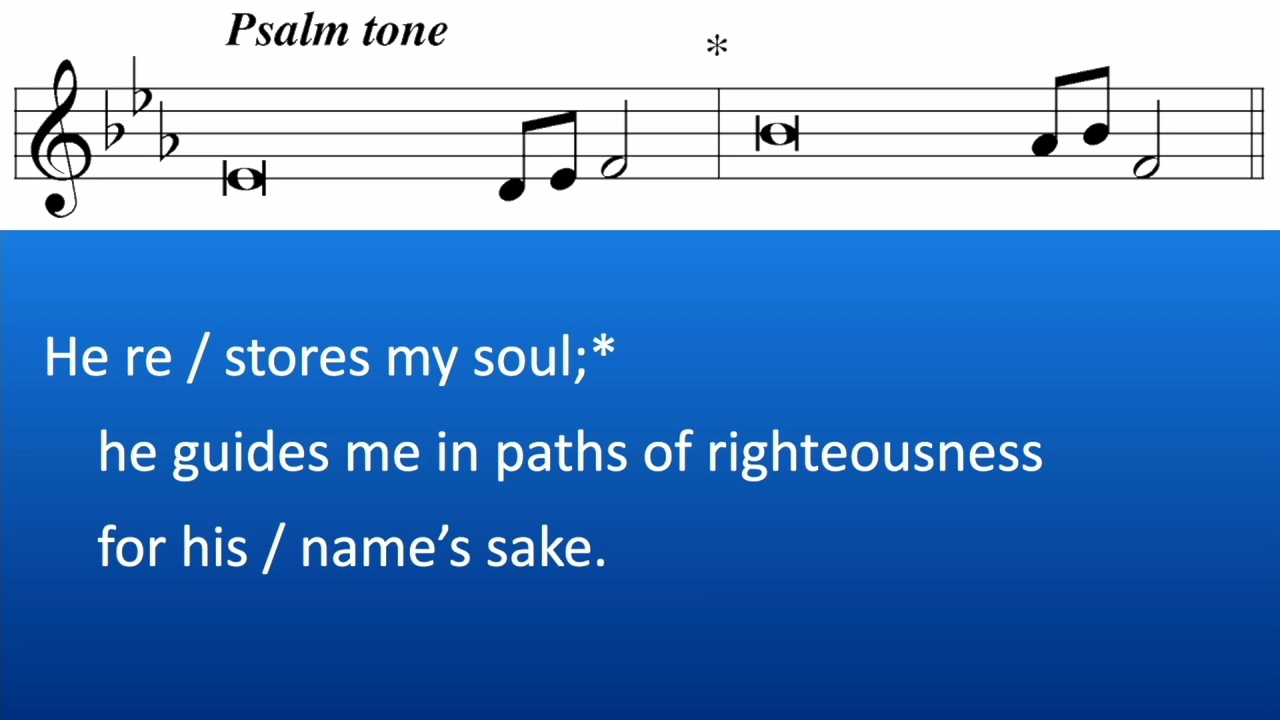 Psalm tone
*
He re / stores my soul;*
he guides me in paths of righteousness
for his / name’s sake.